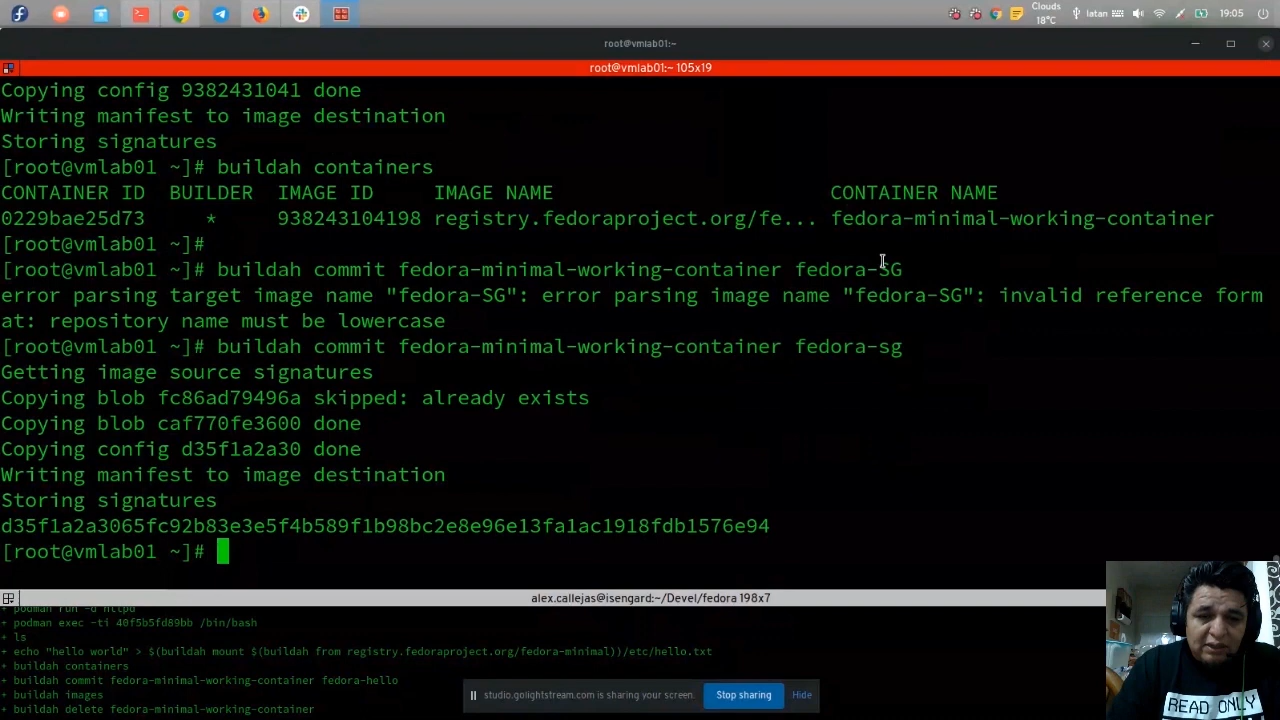 Clouds
18°C
latan
19:05
root@vmlab01:~
root@vmlab01:~ 105x19
Copying config 9382431041 done
Writing manifest to image destination
Storing signatures
[root@vmlab01 ~]# buildah containers
CONTAINER ID  BUILDER  IMAGE ID     IMAGE NAME                       CONTAINER NAME
0229bae25d73     *     938243104198 registry.fedoraproject.org/fe... fedora-minimal-working-container
[root@vmlab01 ~]#
[root@vmlab01 ~]# buildah commit fedora-minimal-working-container fedora-SG
error parsing target image name "fedora-SG": error parsing image name "fedora-SG": invalid reference form
at: repository name must be lowercase
[root@vmlab01 ~]# buildah commit fedora-minimal-working-container fedora-sg
Getting image source signatures
Copying blob fc86ad79496a skipped: already exists
Copying blob caf770fe3600 done
Copying config d35f1a2a30 done
Writing manifest to image destination
Storing signatures
d35f1a2a3065fc92b83e3e5f4b589f1b98bc2e8e96e13fa1ac1918fdb1576e94
[root@vmlab01 ~]#
alex.callejas@isengard:~/Devel/fedora 198x7
+ podman run -d httpd
+ podman exec -ti 40f5b5fd89bb /bin/bash
+ ls
+ echo "hello world" > $(buildah mount $(buildah from registry.fedoraproject.org/fedora-minimal))/etc/hello.txt
+ buildah containers
+ buildah commit fedora-minimal-working-container fedora-hello
+ buildah images
+ buildah delete fedora-minimal-working-container
studio.golightstream.com is sharing your screen.
Stop sharing
Hide
READ ONLY